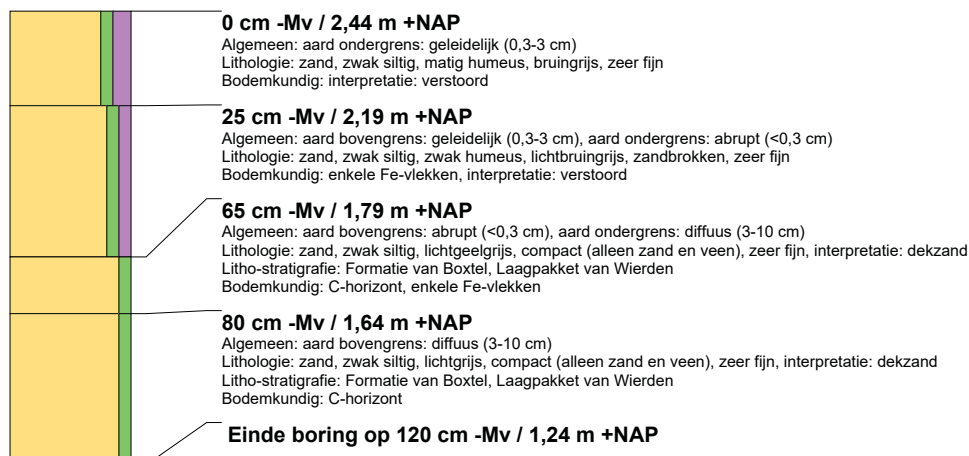 0 cm -Mv / 2,44 m +NAP
Algemeen: aard ondergrens: geleidelijk (0,3-3 cm)
Lithologie: zand, zwak siltig, matig humeus, bruingrijs, zeer fijn
Bodemkundig: interpretatie: verstoord
25 cm -Mv / 2,19 m +NAP
Algemeen: aard bovengrens: geleidelijk (0,3-3 cm), aard ondergrens: abrupt (<0,3 cm)
Lithologie: zand, zwak siltig, zwak humeus, lichtbruingrijs, zandbrokken, zeer fijn
Bodemkundig: enkele Fe-vlekken, interpretatie: verstoord
65 cm -Mv / 1,79 m +NAP
Algemeen: aard bovengrens: abrupt (<0,3 cm), aard ondergrens: diffuus (3-10 cm)
Lithologie: zand, zwak siltig, lichtgeelgrijs, compact (alleen zand en veen), zeer fijn, interpretatie: dekzand
Litho-stratigrafie: Formatie van Boxtel, Laagpakket van Wierden
Bodemkundig: C-horizont, enkele Fe-vlekken
80 cm -Mv / 1,64 m +NAP
Algemeen: aard bovengrens: diffuus (3-10 cm)
Lithologie: zand, zwak siltig, lichtgrijs, compact (alleen zand en veen), zeer fijn, interpretatie: dekzand
Litho-stratigrafie: Formatie van Boxtel, Laagpakket van Wierden
Bodemkundig: C-horizont
Einde boring op 120 cm -Mv / 1,24 m +NAP